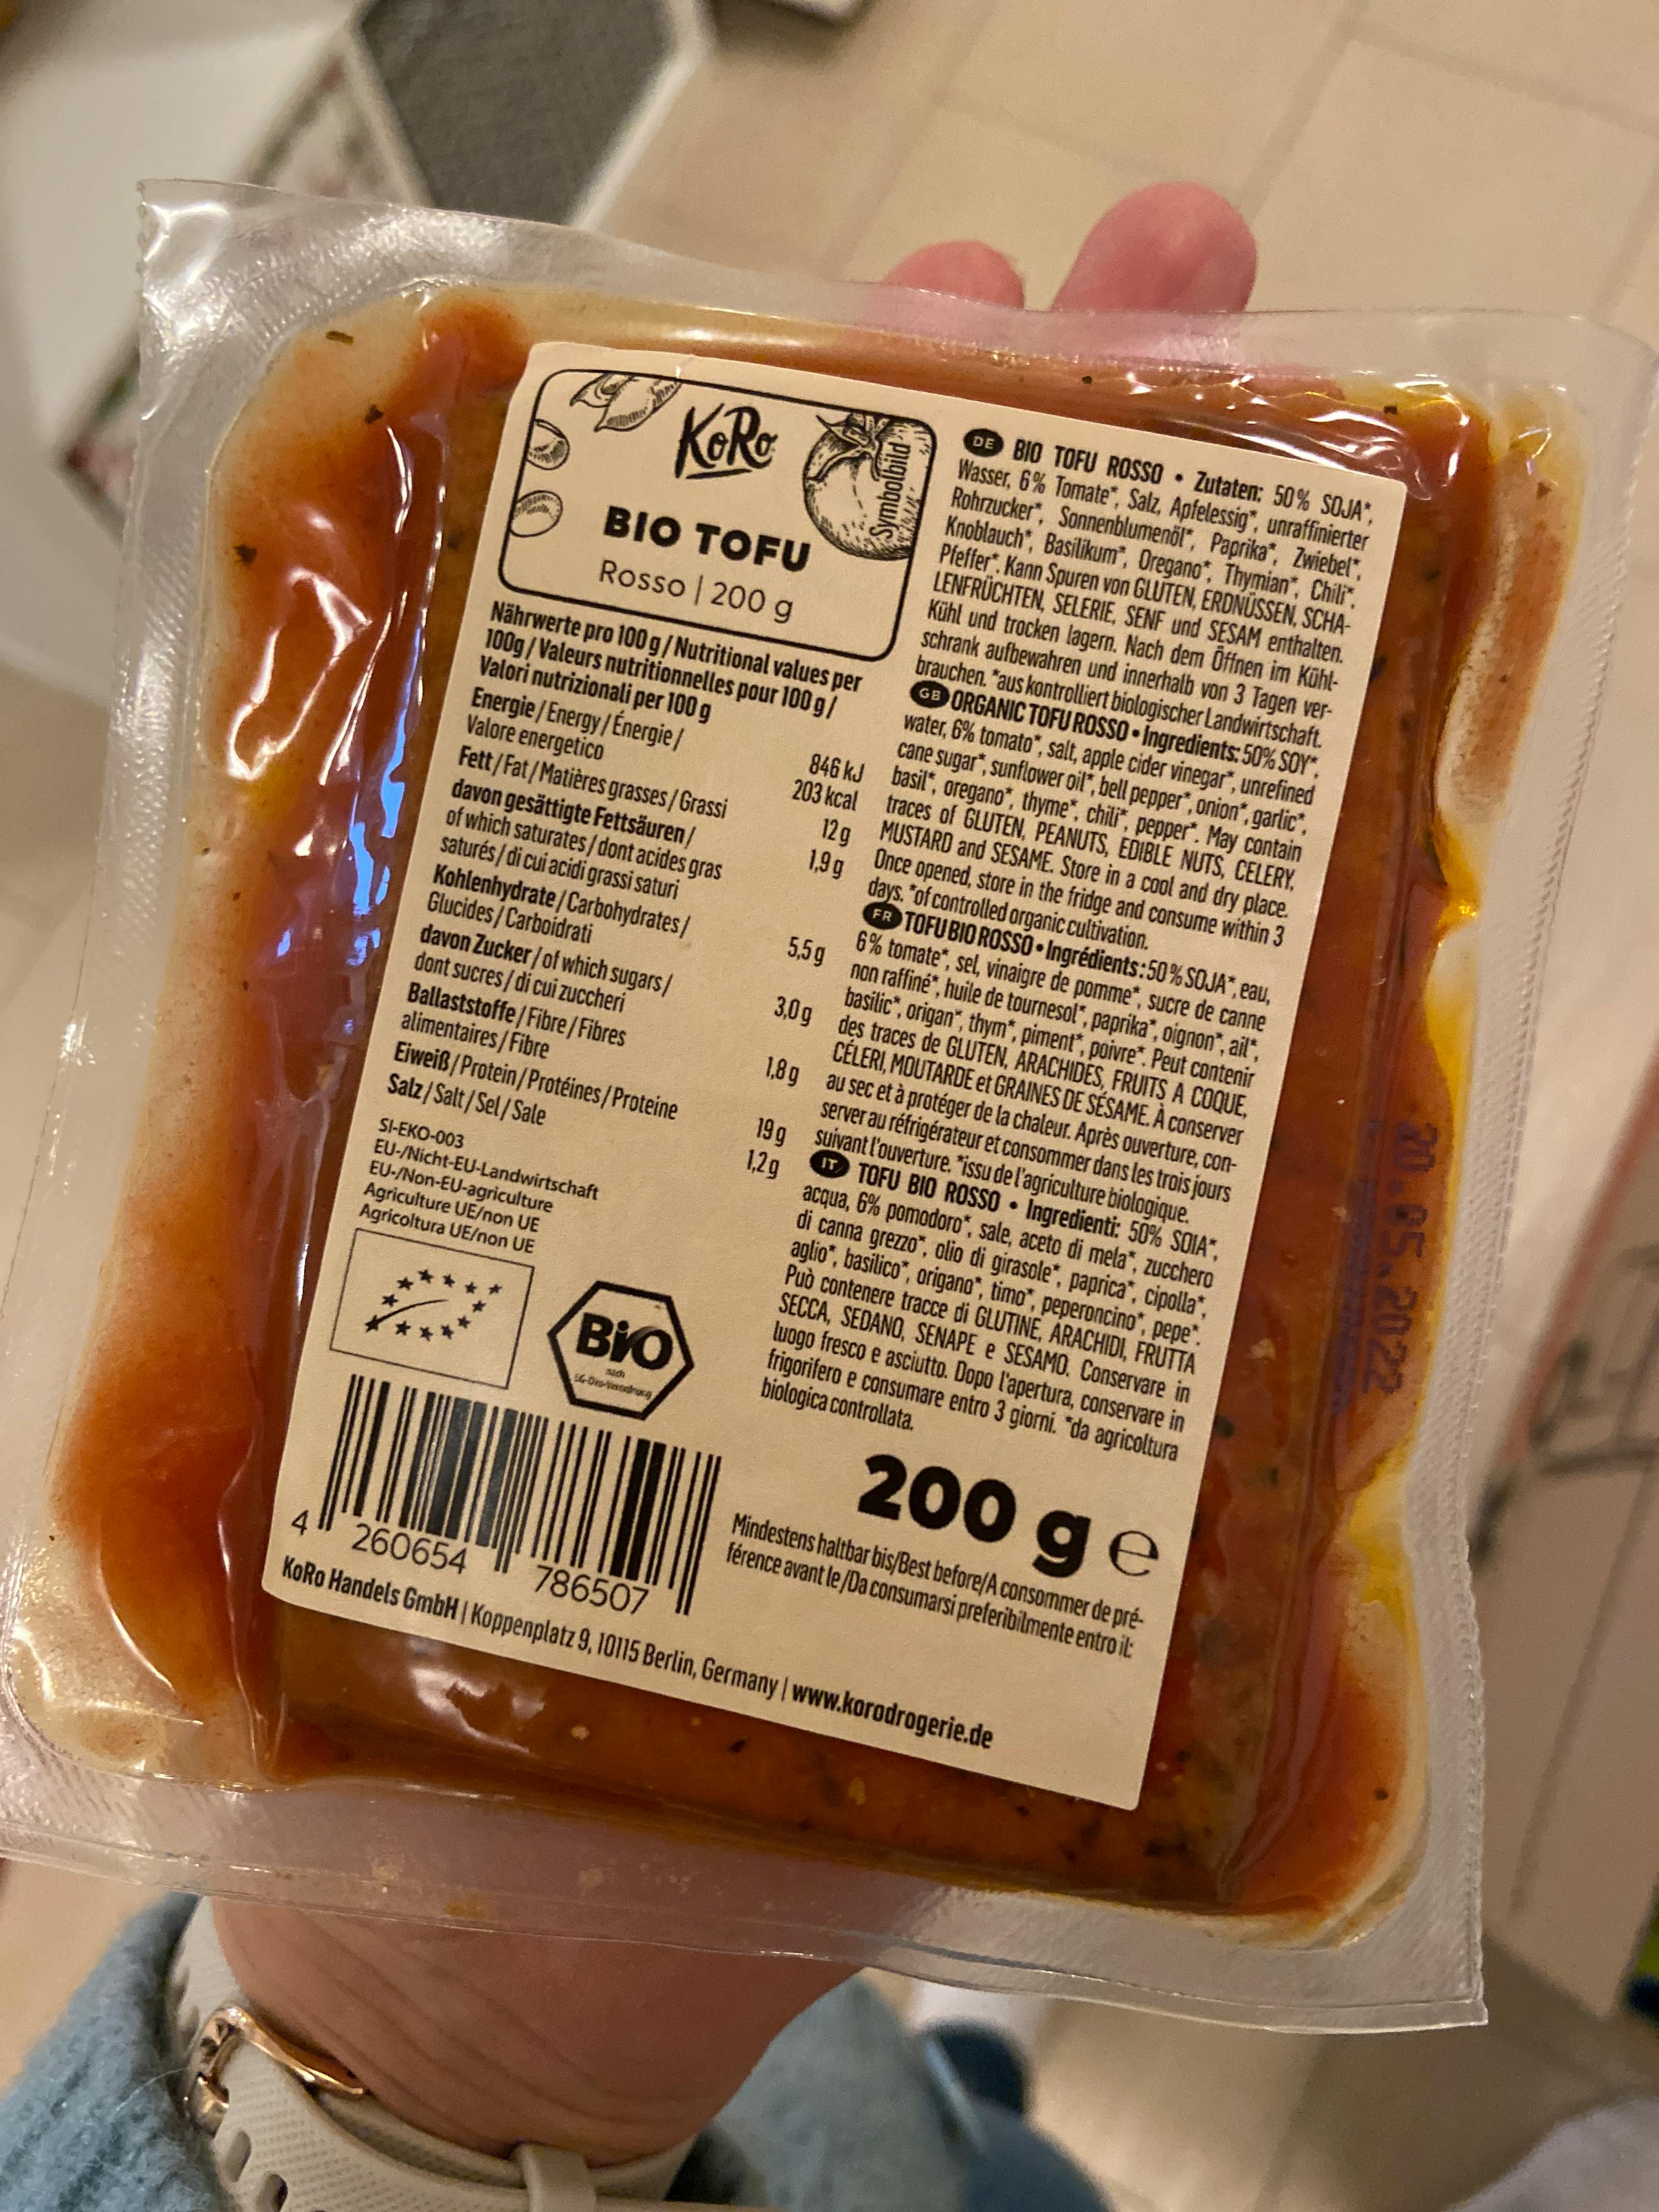 KoRo
Symbolbild
BIO TOFU
Rosso | 200 g
Nährwerte pro 100 g / Nutritional values per
100g / Valeurs nutritionnelles pour 100 g /
Valori nutrizionali per 100 g
Energie / Energy / Énergie /
Valore energetico 846 kJ
203 kcal
Fett / Fat / Matières grasses / Grassi 12 g
davon gesättigte Fettsäuren /
of which saturates / dont acides gras
saturés / di cui acidi grassi saturi 1,9 g
Kohlenhydrate / Carbohydrates /
Glucides / Carboidrati 5,5 g
davon Zucker / of which sugars /
dont sucres / di cui zuccheri 3,0 g
Ballaststoffe / Fibre / Fibres
alimentaires / Fibre 1,8 g
Eiweiß / Protein / Protéines / Proteine 19 g
Salz / Salt / Sel / Sale 1,2 g
SI-EKO-003
EU-/Nicht-EU-Landwirtschaft
EU-/Non-EU-agriculture
Agriculture UE/non UE
Agricoltura UE/non UE
Bio
nach
EG-Öko-Verordnung
4 260654 786507
KoRo Handels GmbH | Koppenplatz 9, 10115 Berlin, Germany | www.korodrogerie.de
DE BIO TOFU ROSSO • Zutaten: 50% SOJA*,
Wasser, 6% Tomate*, Salz, Apfelessig*, unraffinierter
Rohrzucker*, Sonnenblumenöl*, Paprika*, Zwiebel*,
Knoblauch*, Basilikum*, Oregano*, Thymian*, Chili*,
Pfeffer*. Kann Spuren von GLUTEN, ERDNÜSSEN, SCHA-
LENFRÜCHTEN, SELERIE, SENF und SESAM enthalten.
Kühl und trocken lagern. Nach dem Öffnen im Kühl-
schrank aufbewahren und innerhalb von 3 Tagen ver-
brauchen. *aus kontrolliert biologischer Landwirtschaft.
GB ORGANIC TOFU ROSSO • Ingredients: 50% SOY*,
water, 6% tomato*, salt, apple cider vinegar*, unrefined
cane sugar*, sunflower oil*, bell pepper*, onion*, garlic*,
basil*, oregano*, thyme*, chili*, pepper*. May contain
traces of GLUTEN, PEANUTS, EDIBLE NUTS, CELERY,
MUSTARD and SESAME. Store in a cool and dry place.
Once opened, store in the fridge and consume within 3
days. *of controlled organic cultivation.
FR TOFU BIO ROSSO • Ingrédients: 50% SOJA*, eau,
6% tomate*, sel, vinaigre de pomme*, sucre de canne
non raffiné*, huile de tournesol*, paprika*, oignon*, ail*,
basilic*, origan*, thym*, piment*, poivre*. Peut contenir
des traces de GLUTEN, ARACHIDES, FRUITS A COQUE,
CÉLERI, MOUTARDE et GRAINES DE SÉSAME. À conserver
au sec et à protéger de la chaleur. Après ouverture, con-
server au réfrigérateur et consommer dans les trois jours
suivant l'ouverture. *issu de l'agriculture biologique.
IT TOFU BIO ROSSO • Ingredienti: 50% SOIA*,
acqua, 6% pomodoro*, sale, aceto di mela*, zucchero
di canna grezzo*, olio di girasole*, paprica*, cipolla*,
aglio*, basilico*, origano*, timo*, peperoncino*, pepe*.
Può contenere tracce di GLUTINE, ARACHIDI, FRUTTA
SECCA, SEDANO, SENAPE e SESAMO. Conservare in
luogo fresco e asciutto. Dopo l'apertura, conservare in
frigorifero e consumare entro 3 giorni. *da agricoltura
biologica controllata.
200 g e
Mindestens haltbar bis/Best before/A consommer de pré-
férence avant le/Da consumarsi preferibilmente entro il:
20.05.2022